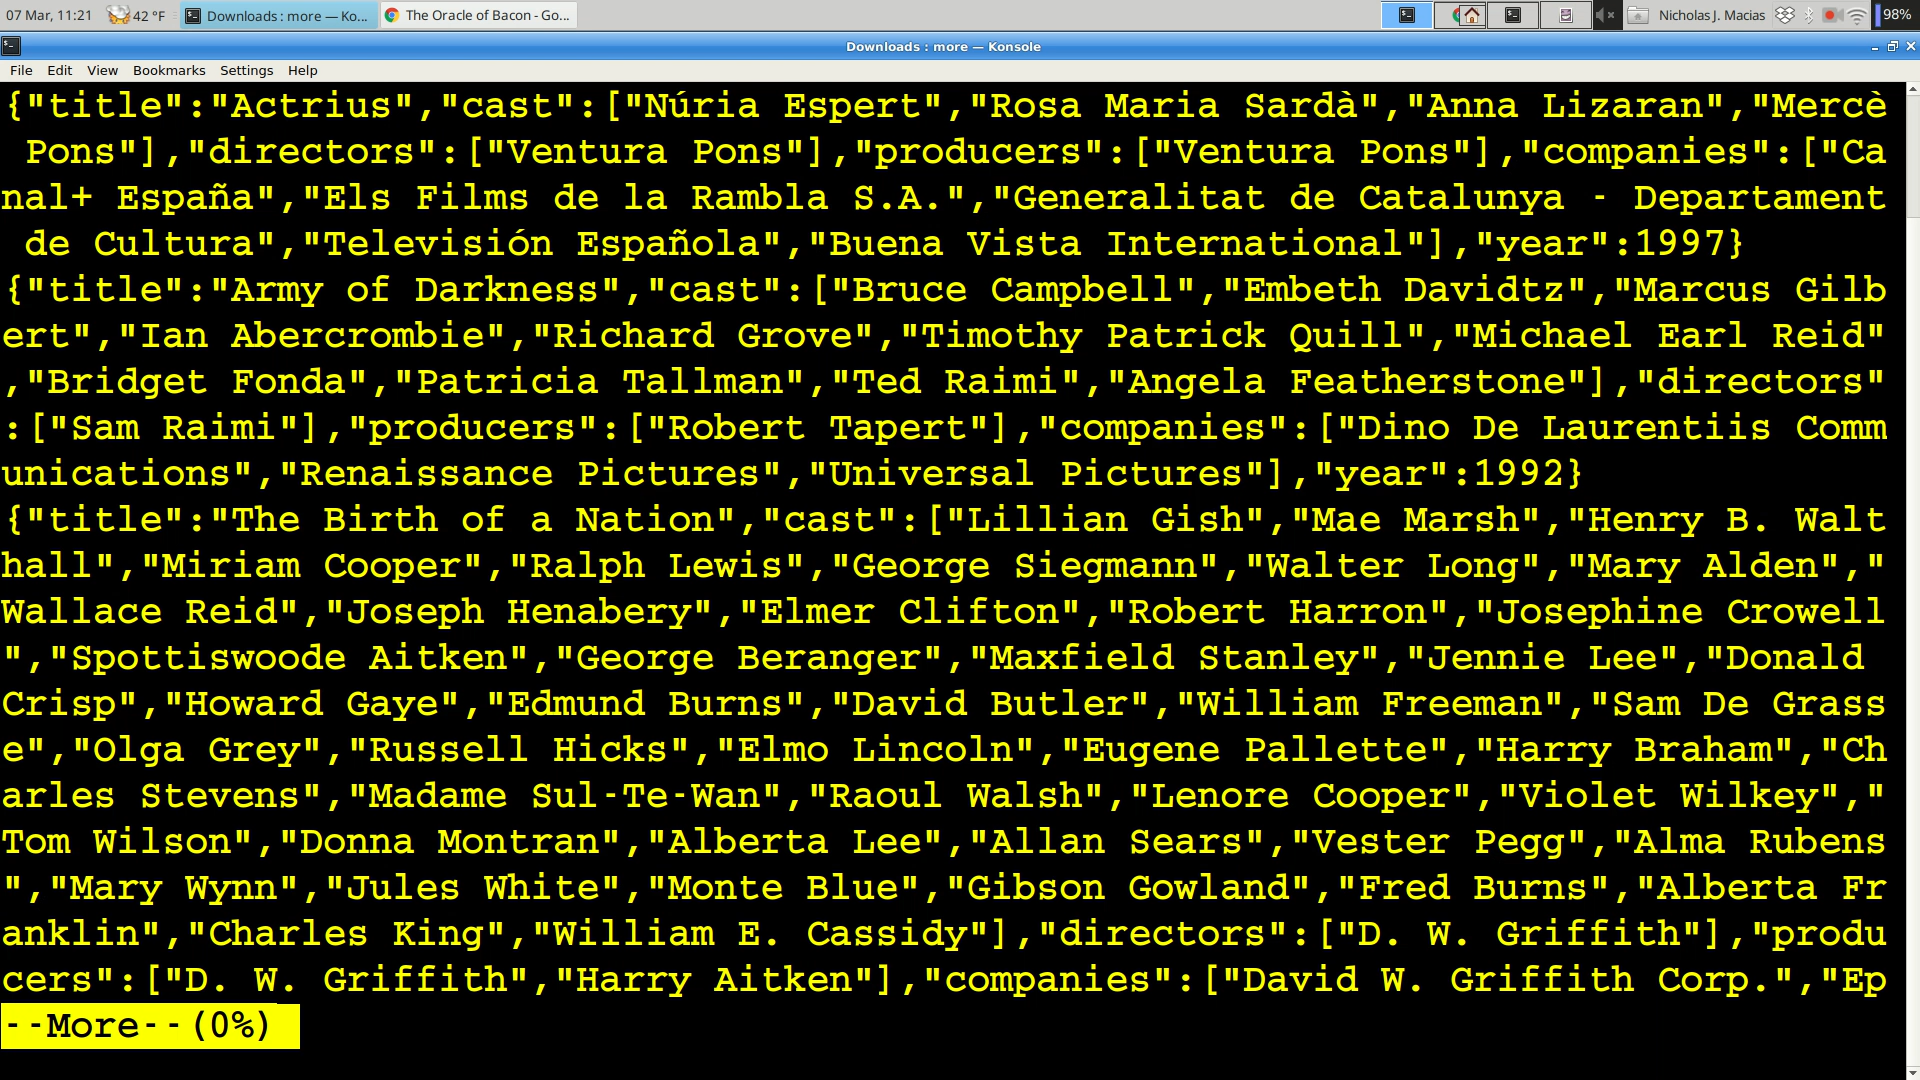 07 Mar, 11:21 42 °F Downloads : more — Ko... The Oracle of Bacon - Go... Nicholas J. Macias 98%
Downloads : more — Konsole
File Edit View Bookmarks Settings Help
{"title":"Actrius","cast":["Núria Espert","Rosa Maria Sardà","Anna Lizaran","Mercè
 Pons"],"directors":["Ventura Pons"],"producers":["Ventura Pons"],"companies":["Ca
nal+ España","Els Films de la Rambla S.A.","Generalitat de Catalunya - Departament
 de Cultura","Televisión Española","Buena Vista International"],"year":1997}
{"title":"Army of Darkness","cast":["Bruce Campbell","Embeth Davidtz","Marcus Gilb
ert","Ian Abercrombie","Richard Grove","Timothy Patrick Quill","Michael Earl Reid"
,"Bridget Fonda","Patricia Tallman","Ted Raimi","Angela Featherstone"],"directors"
:["Sam Raimi"],"producers":["Robert Tapert"],"companies":["Dino De Laurentiis Comm
unications","Renaissance Pictures","Universal Pictures"],"year":1992}
{"title":"The Birth of a Nation","cast":["Lillian Gish","Mae Marsh","Henry B. Walt
hall","Miriam Cooper","Ralph Lewis","George Siegmann","Walter Long","Mary Alden","
Wallace Reid","Joseph Henabery","Elmer Clifton","Robert Harron","Josephine Crowell
","Spottiswoode Aitken","George Beranger","Maxfield Stanley","Jennie Lee","Donald
Crisp","Howard Gaye","Edmund Burns","David Butler","William Freeman","Sam De Grass
e","Olga Grey","Russell Hicks","Elmo Lincoln","Eugene Pallette","Harry Braham","Ch
arles Stevens","Madame Sul-Te-Wan","Raoul Walsh","Lenore Cooper","Violet Wilkey","
Tom Wilson","Donna Montran","Alberta Lee","Allan Sears","Vester Pegg","Alma Rubens
","Mary Wynn","Jules White","Monte Blue","Gibson Gowland","Fred Burns","Alberta Fr
anklin","Charles King","William E. Cassidy"],"directors":["D. W. Griffith"],"produ
cers":["D. W. Griffith","Harry Aitken"],"companies":["David W. Griffith Corp.","Ep
--More--(0%)